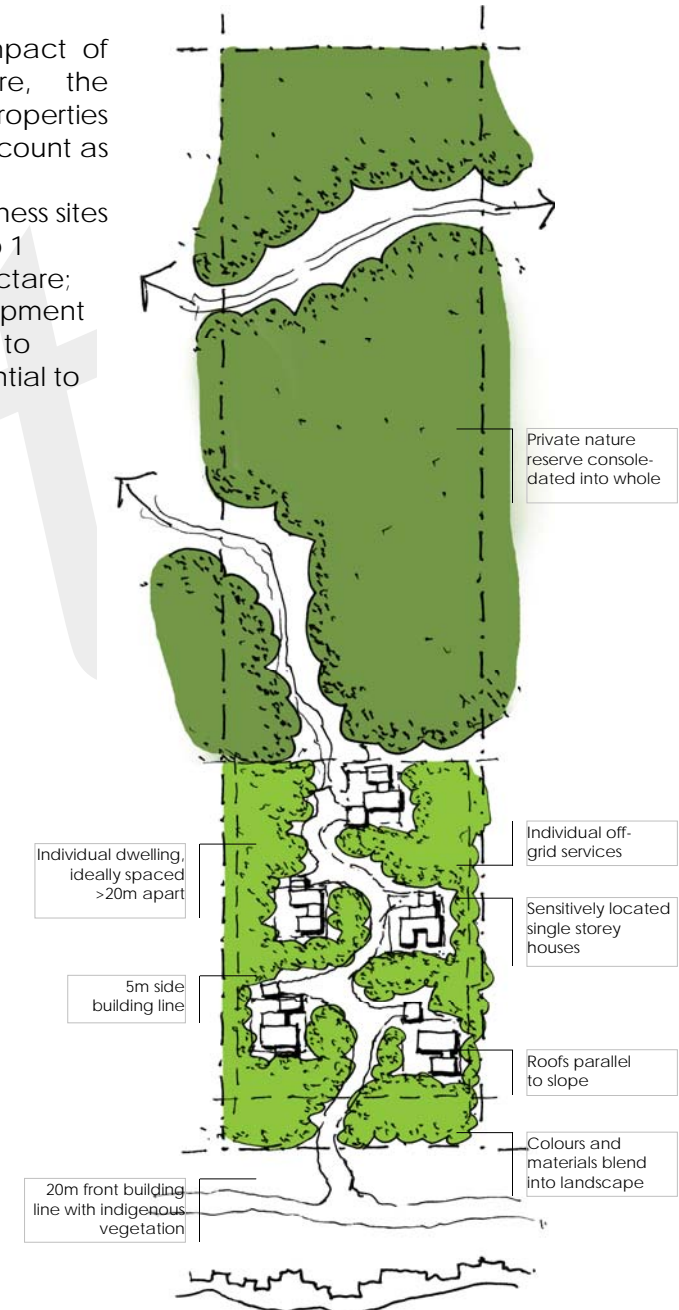 mpact of
re, the
roperties
count as
ness sites
o 1
ctare;
opment
to
ntial to
Private nature
reserve console-
dated into whole
Individual dwelling,
ideally spaced
>20m apart
Individual off-
grid services
Sensitively located
single storey
houses
5m side
building line
Roofs parallel
to slope
Colours and
materials blend
into landscape
20m front building
line with indigenous
vegetation